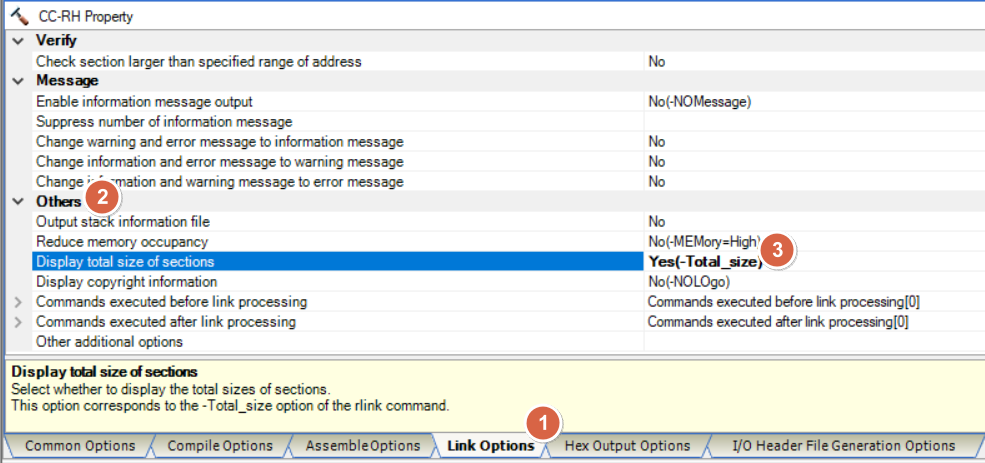 CC-RH Property
Verify
Check section larger than specified range of address No
Message
Enable information message output No(-NOMessage)
Suppress number of information message
Change warning and error message to information message No
Change information and error message to warning message No
Change information and warning message to error message No
Others 2
Output stack information file No
Reduce memory occupancy No(-MEMory=High) 3
Display total size of sections Yes(-Total_size)
Display copyright information No(-NOLOgo)
Commands executed before link processing Commands executed before link processing[0]
Commands executed after link processing Commands executed after link processing[0]
Other additional options
Display total size of sections
Select whether to display the total sizes of sections.
This option corresponds to the -Total_size option of the rlink command.
1
Common Options Compile Options Assemble Options Link Options Hex Output Options I/O Header File Generation Options